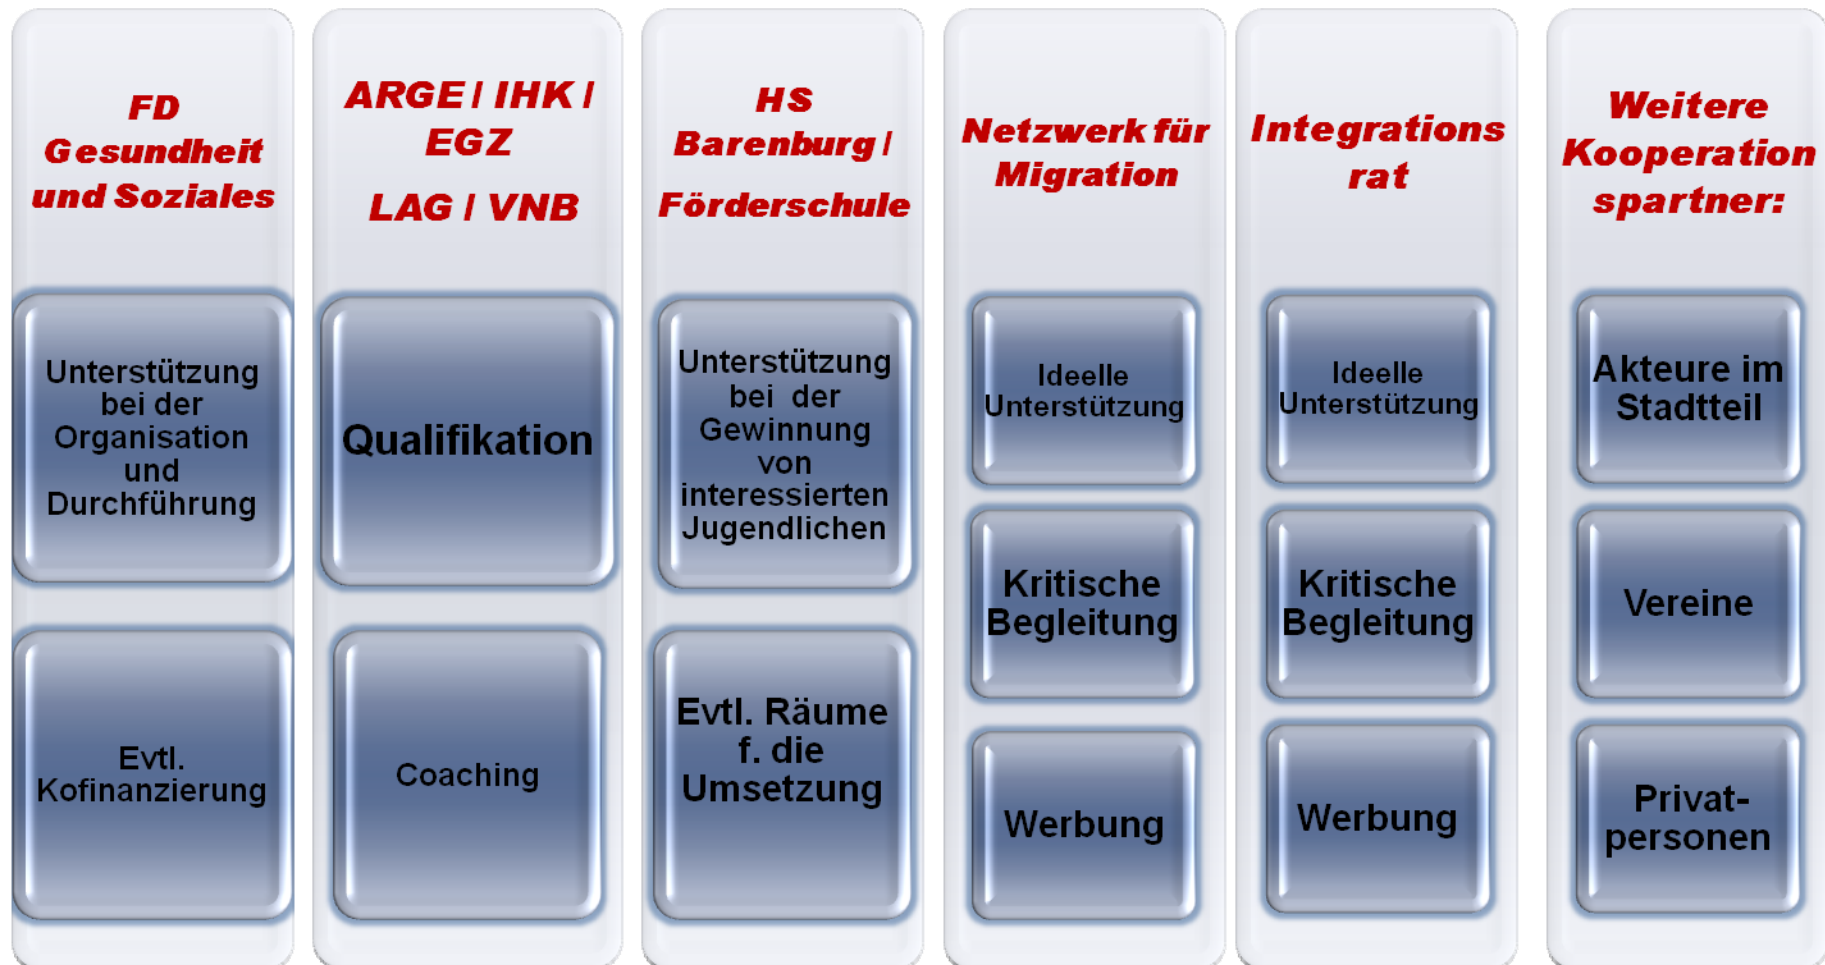 FD
Gesundheit
und Soziales
Unterstützung
bei der
Organisation
und
Durchführung
Evtl.
Kofinanzierung
ARGE / IHK /
EGZ
LAG / VNB
Qualifikation
Coaching
HS
Barenburg /
Förderschule
Unterstützung
bei der
Gewinnung
von
interessierten
Jugendlichen
Evtl. Räume
f. die
Umsetzung
Netzwerk für
Migration
Ideelle
Unterstützung
Kritische
Begleitung
Werbung
Integrations
rat
Ideelle
Unterstützung
Kritische
Begleitung
Werbung
Weitere
Kooperation
spartner:
Akteure im
Stadtteil
Vereine
Privat-
personen